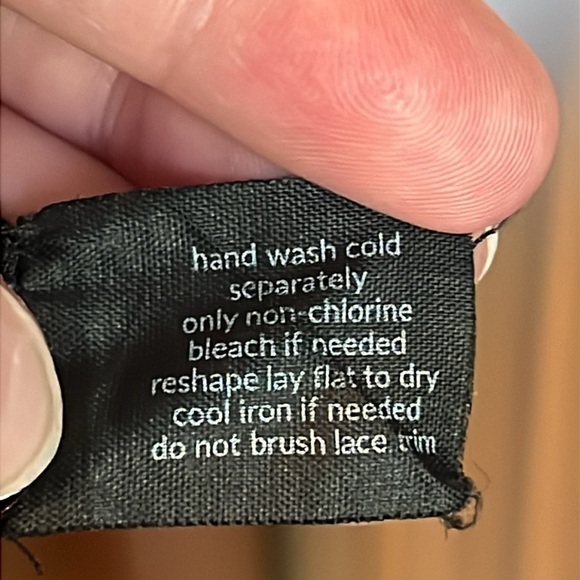 hand wash cold
separately
only non-chlorine
bleach if needed
reshape lay flat to dry
cool iron if needed
do not brush lace trim